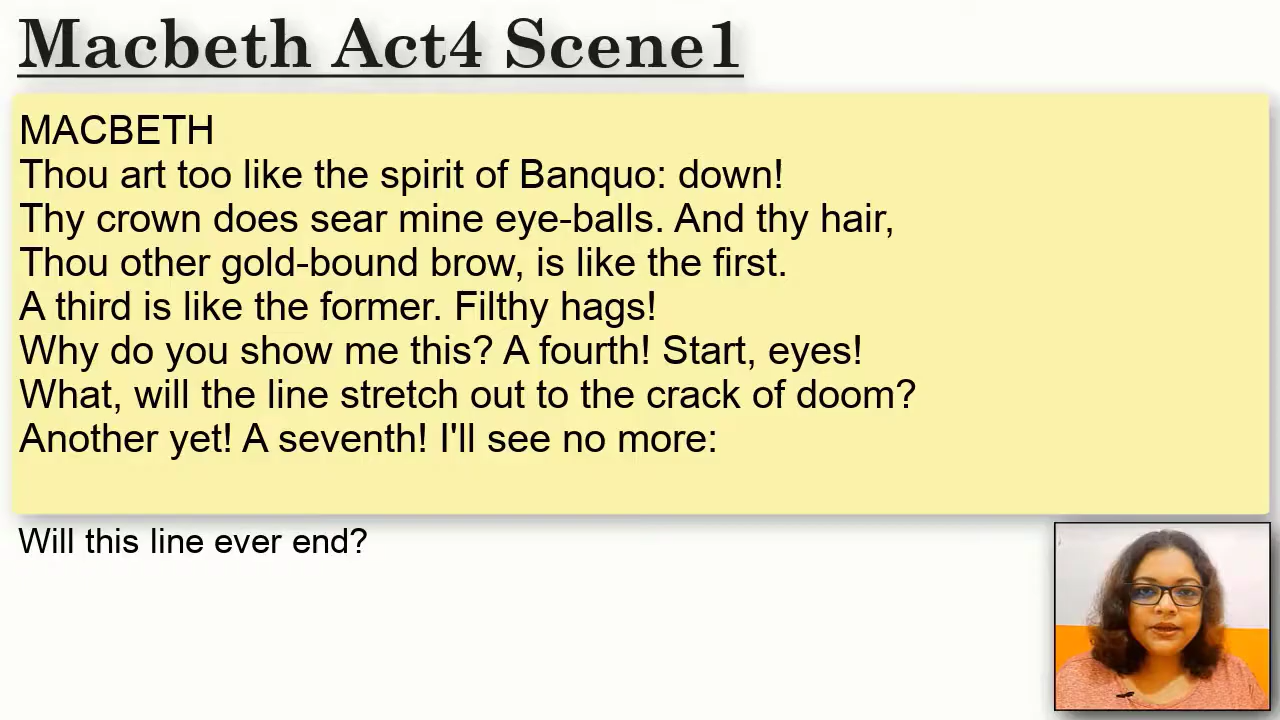 Macbeth Act4 Scene1
MACBETH
Thou art too like the spirit of Banquo: down!
Thy crown does sear mine eye-balls. And thy hair,
Thou other gold-bound brow, is like the first.
A third is like the former. Filthy hags!
Why do you show me this? A fourth! Start, eyes!
What, will the line stretch out to the crack of doom?
Another yet! A seventh! I'll see no more:
Will this line ever end?